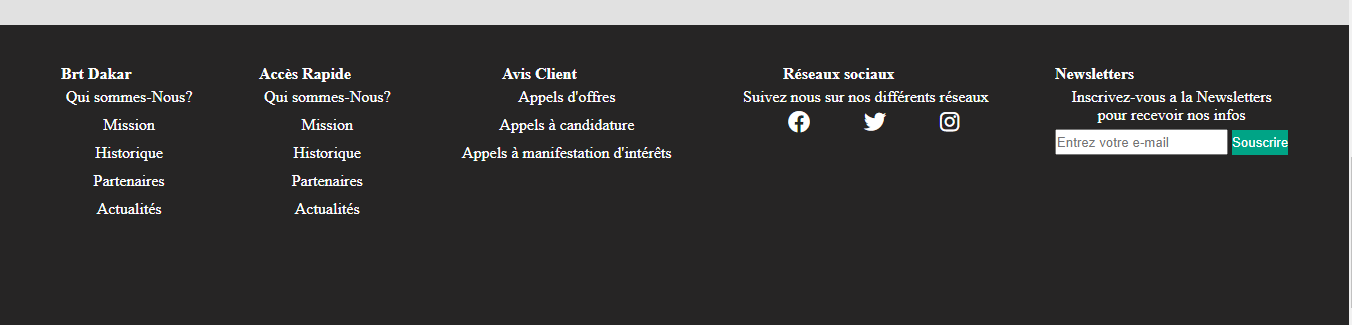 Brt Dakar
Qui sommes-Nous?
Mission
Historique
Partenaires
Actualités
Accès Rapide
Qui sommes-Nous?
Mission
Historique
Partenaires
Actualités
Avis Client
Appels d'offres
Appels à candidature
Appels à manifestation d'intérêts
Réseaux sociaux
Suivez nous sur nos différents réseaux
Newsletters
Inscrivez-vous a la Newsletters
pour recevoir nos infos
Entrez votre e-mail
Souscrire